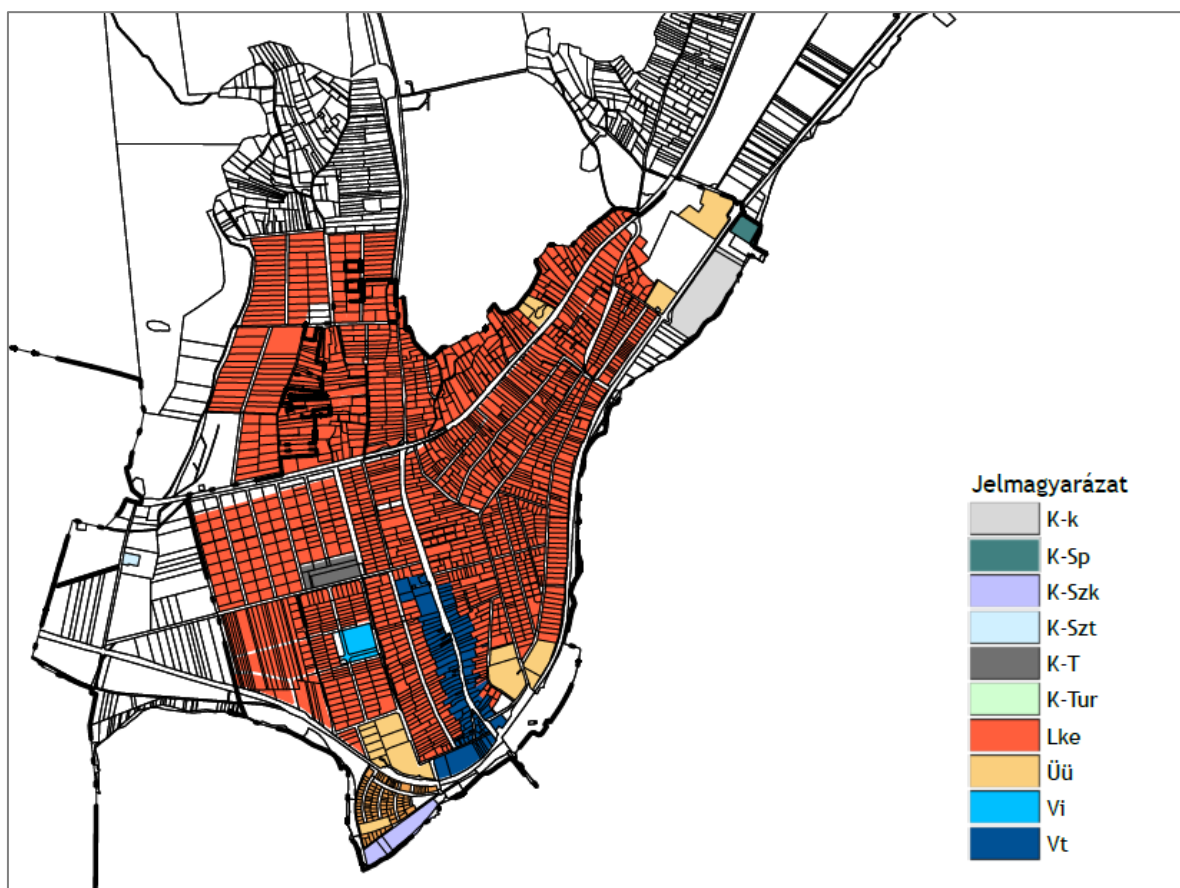 Jelmagyarázat
K-k
K-Sp
K-Szk
K-Szt
K-T
K-Tur
Lke
Üü
Vi
Vt